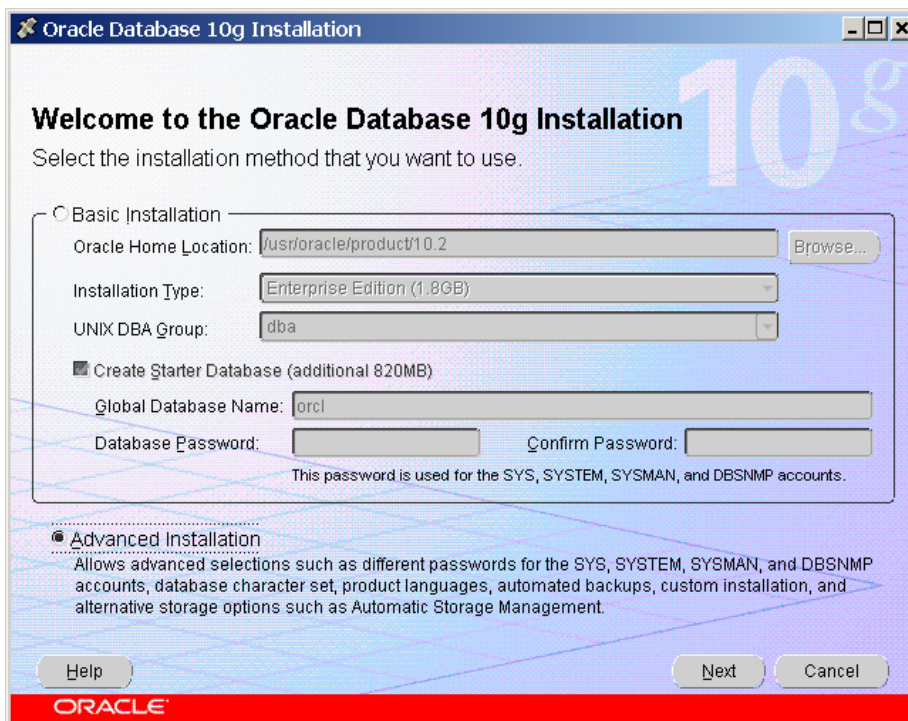 Oracle Database 10g Installation
10g
Welcome to the Oracle Database 10g Installation
Select the installation method that you want to use.
Basic Installation
Oracle Home Location: /usr/oracle/product/10.2 Browse...
Installation Type: Enterprise Edition (1.8GB)
UNIX DBA Group: dba
Create Starter Database (additional 820MB)
Global Database Name: orcl
Database Password: Confirm Password:
This password is used for the SYS, SYSTEM, SYSMAN, and DBSNMP accounts.
Advanced Installation
Allows advanced selections such as different passwords for the SYS, SYSTEM, SYSMAN, and DBSNMP
accounts, database character set, product languages, automated backups, custom installation, and
alternative storage options such as Automatic Storage Management.
Help Next Cancel
ORACLE